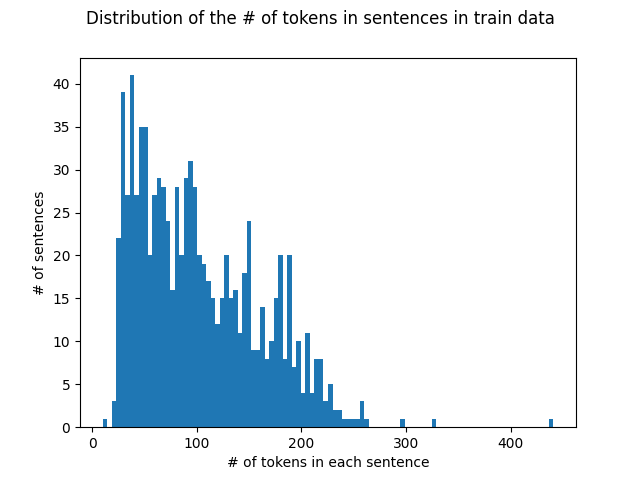 Distribution of the # of tokens in sentences in train data
40
35
30
25
20
15
10
5
0
# of sentences
0 100 200 300 400
# of tokens in each sentence